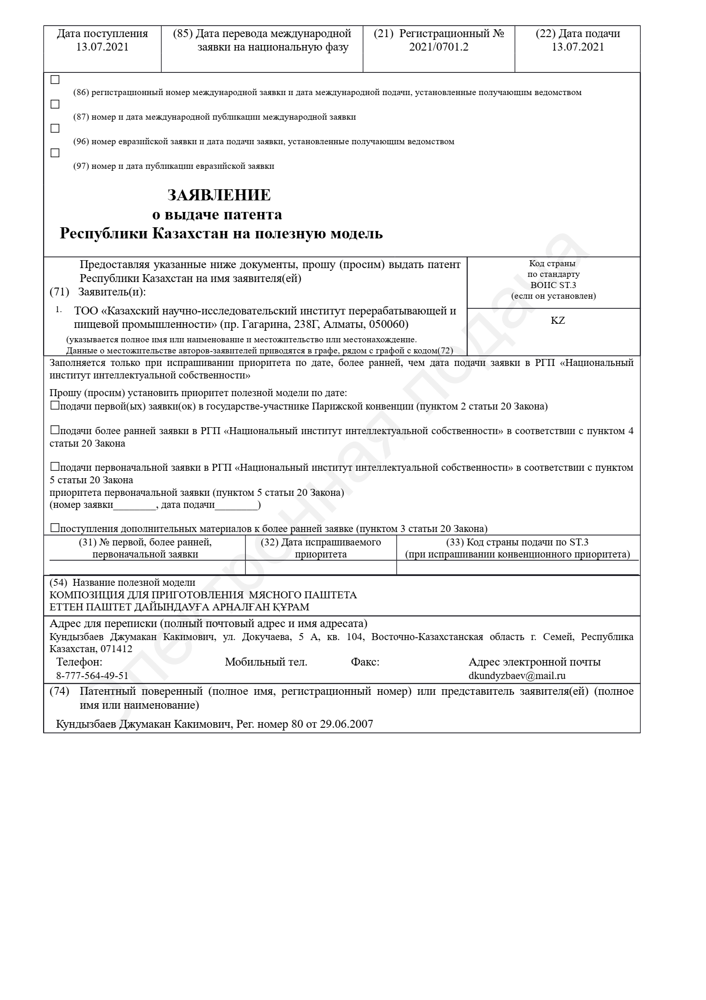 Дата поступления
13.07.2021
(85) Дата перевода международной
заявки на национальную фазу
(21) Регистрационный №
2021/0701.2
(22) Дата подачи
13.07.2021
☐
(86) регистрационный номер международной заявки и дата международной подачи, установленные получающим ведомством
☐
(87) номер и дата международной публикации международной заявки
☐
(96) номер евразийской заявки и дата подачи заявки, установленные получающим ведомством
☐
(97) номер и дата публикации евразийской заявки
ЗАЯВЛЕНИЕ
о выдаче патента
Республики Казахстан на полезную модель
Предоставляя указанные ниже документы, прошу (просим) выдать патент
Республики Казахстан на имя заявителя(ей)
(71) Заявитель(и):
1. ТОО «Казахский научно-исследовательский институт перерабатывающей и
пищевой промышленности» (пр. Гагарина, 238Г, Алматы, 050060)
(указывается полное имя или наименование и местожительство или местонахождение.
Данные о местожительстве авторов-заявителей приводятся в графе, рядом с графой с кодом(72)
Код страны
по стандарту
ВОИС ST.3
(если он установлен)
KZ
Заполняется только при испрашивании приоритета по дате, более ранней, чем дата подачи заявки в РГП «Национальный
институт интеллектуальной собственности»
Прошу (просим) установить приоритет полезной модели по дате:
☐подачи первой(ых) заявки(ок) в государстве-участнике Парижской конвенции (пунктом 2 статьи 20 Закона)
☐подачи более ранней заявки в РГП «Национальный институт интеллектуальной собственности» в соответствии с пунктом 4
статьи 20 Закона
☐подачи первоначальной заявки в РГП «Национальный институт интеллектуальной собственности» в соответствии с пунктом
5 статьи 20 Закона
приоритета первоначальной заявки (пунктом 5 статьи 20 Закона)
(номер заявки________, дата подачи________)
☐поступления дополнительных материалов к более ранней заявке (пунктом 3 статьи 20 Закона)
(31) № первой, более ранней,
первоначальной заявки
(32) Дата испрашиваемого
приоритета
(33) Код страны подачи по ST.3
(при испрашивании конвенционного приоритета)
(54) Название полезной модели
КОМПОЗИЦИЯ ДЛЯ ПРИГОТОВЛЕНИЯ МЯСНОГО ПАШТЕТА
ЕТТЕН ПАШТЕТ ДАЙЫНДАУҒА АРНАЛҒАН ҚҰРАМ
Адрес для переписки (полный почтовый адрес и имя адресата)
Кундызбаев Джумакан Какимович, ул. Докучаева, 5 А, кв. 104, Восточно-Казахстанская область г. Семей, Республика
Казахстан, 071412
Телефон: Мобильный тел. Факс: Адрес электронной почты
8-777-564-49-51 dkundyzbaev@mail.ru
(74) Патентный поверенный (полное имя, регистрационный номер) или представитель заявителя(ей) (полное
имя или наименование)
Кундызбаев Джумакан Какимович, Рег. номер 80 от 29.06.2007
Электронная подача